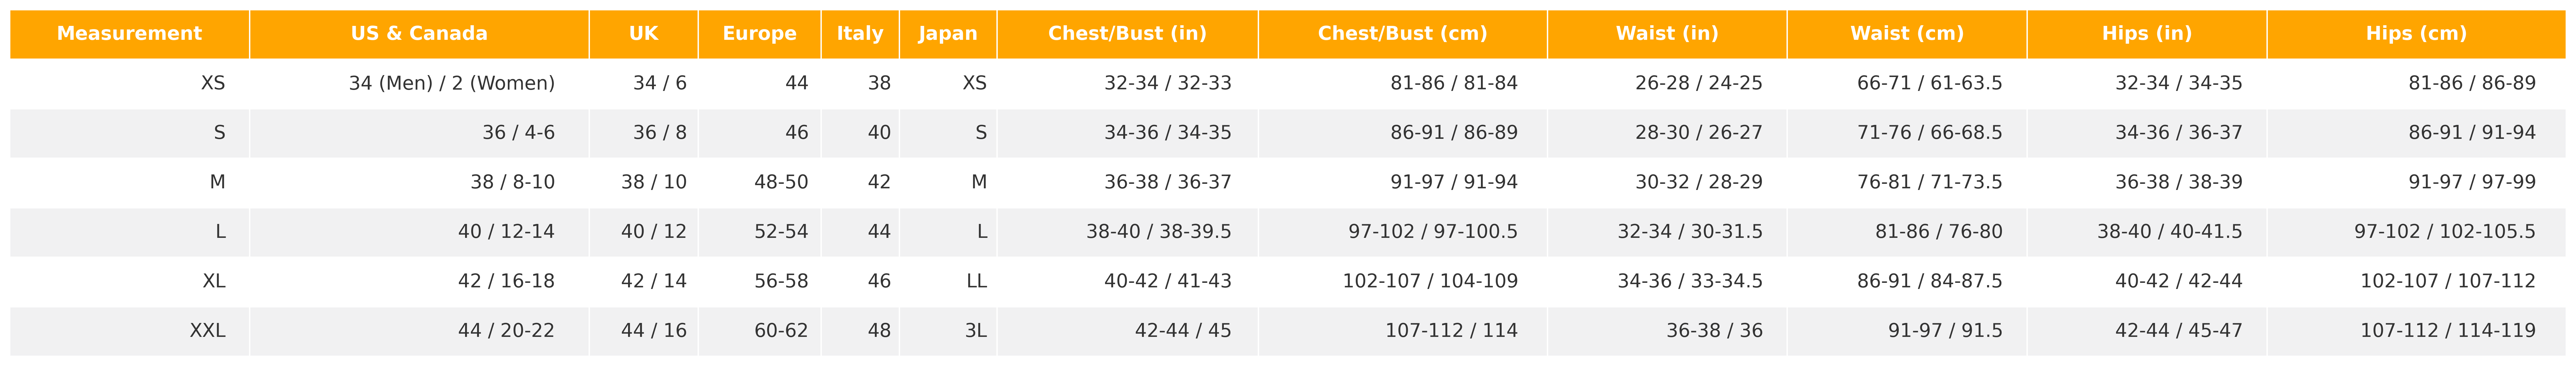 Measurement US & Canada UK Europe Italy Japan Chest/Bust (in) Chest/Bust (cm) Waist (in) Waist (cm) Hips (in) Hips (cm)
XS 34 (Men) / 2 (Women) 34 / 6 44 38 XS 32-34 / 32-33 81-86 / 81-84 26-28 / 24-25 66-71 / 61-63.5 32-34 / 34-35 81-86 / 86-89
S 36 / 4-6 36 / 8 46 40 S 34-36 / 34-35 86-91 / 86-89 28-30 / 26-27 71-76 / 66-68.5 34-36 / 36-37 86-91 / 91-94
M 38 / 8-10 38 / 10 48-50 42 M 36-38 / 36-37 91-97 / 91-94 30-32 / 28-29 76-81 / 71-73.5 36-38 / 38-39 91-97 / 97-99
L 40 / 12-14 40 / 12 52-54 44 L 38-40 / 38-39.5 97-102 / 97-100.5 32-34 / 30-31.5 81-86 / 76-80 38-40 / 40-41.5 97-102 / 102-105.5
XL 42 / 16-18 42 / 14 56-58 46 LL 40-42 / 41-43 102-107 / 104-109 34-36 / 33-34.5 86-91 / 84-87.5 40-42 / 42-44 102-107 / 107-112
XXL 44 / 20-22 44 / 16 60-62 48 3L 42-44 / 45 107-112 / 114 36-38 / 36 91-97 / 91.5 42-44 / 45-47 107-112 / 114-119